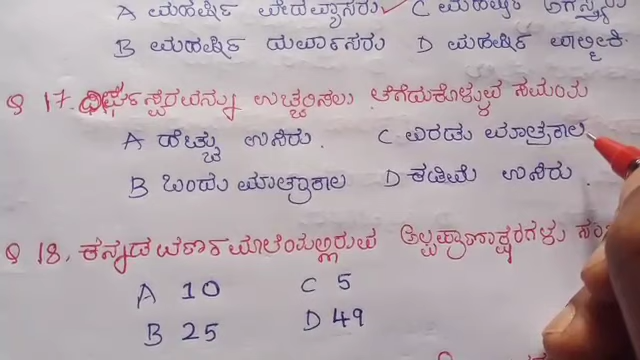 A ಮಹರ್ಷಿ ವೇದವ್ಯಾಸರು ✓ C ಮಹರ್ಷಿ ಅಗಸ್ತ್ಯರು
B ಮಹರ್ಷಿ ದುರ್ವಾಸರು D ಮಹರ್ಷಿ ವಾಲ್ಮೀಕಿ
Q 17. ದೀರ್ಘಸ್ವರವನ್ನು ಉಚ್ಚರಿಸಲು ತೆಗೆದುಕೊಳ್ಳುವ ಸಮಯ
A ಹೆಚ್ಚು ಉಸಿರು. C ಎರಡು ಮಾತ್ರಕಾಲ
B ಒಂದು ಮಾತ್ರಾಕಾಲ D ಕಡಿಮೆ ಉಸಿರು.
Q 18. ಕನ್ನಡ ವರ್ಣಮಾಲೆಯಲ್ಲಿರುವ ಅಲ್ಪಪ್ರಾಣಾಕ್ಷರಗಳು
A 10 C 5
B 25 D 49